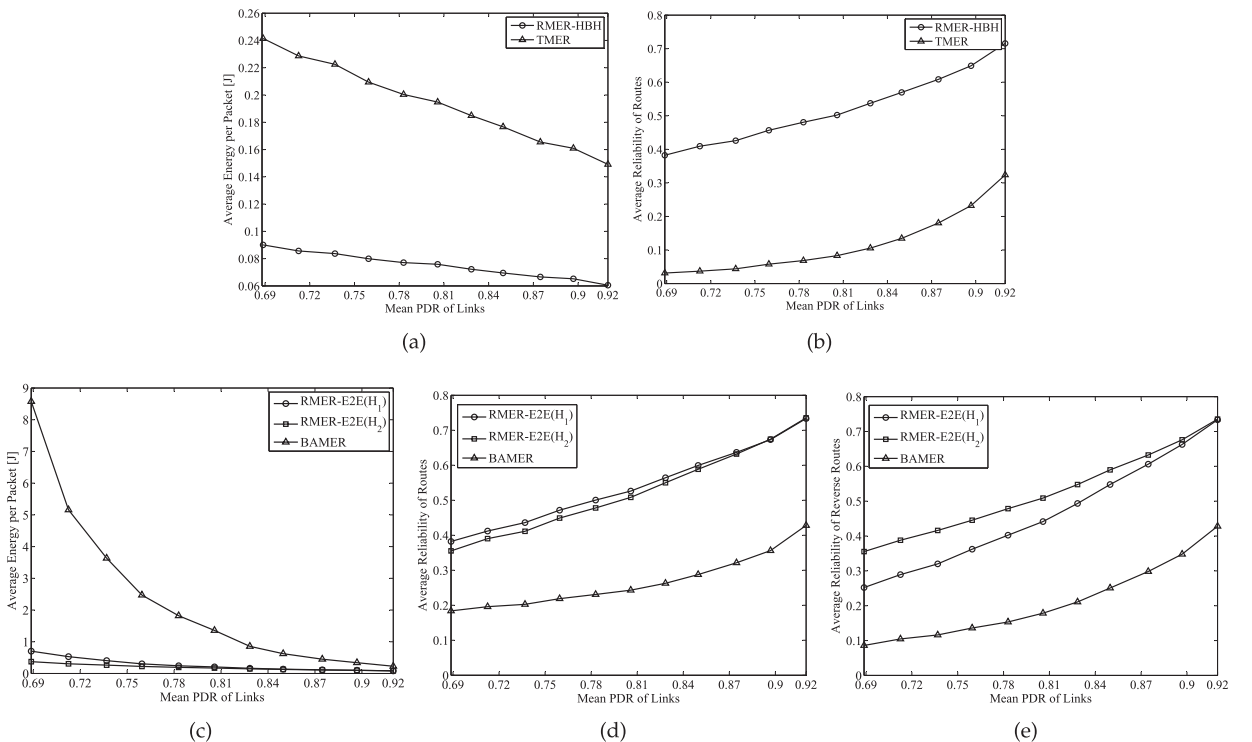 0.26
0.24
0.22
0.2
0.18
0.16
0.14
0.12
0.1
0.08
0.06
Average Energy per Packet [J]
RMER-HBH
TMER
0.69 0.72 0.75 0.78 0.81 0.84 0.87 0.9 0.92
Mean PDR of Links
(a)
0.8
0.7
0.6
0.5
0.4
0.3
0.2
0.1
0
Average Reliability of Routes
RMER-HBH
TMER
0.69 0.72 0.75 0.78 0.81 0.84 0.87 0.9 0.92
Mean PDR of Links
(b)
9
8
7
6
5
4
3
2
1
0
Average Energy per Packet [J]
RMER-E2E(H1)
RMER-E2E(H2)
BAMER
0.69 0.72 0.75 0.78 0.81 0.84 0.87 0.9 0.92
Mean PDR of Links
(c)
0.8
0.7
0.6
0.5
0.4
0.3
0.2
0.1
0
Average Reliability of Routes
RMER-E2E(H1)
RMER-E2E(H2)
BAMER
0.69 0.72 0.75 0.78 0.81 0.84 0.87 0.9 0.92
Mean PDR of Links
(d)
0.8
0.7
0.6
0.5
0.4
0.3
0.2
0.1
0
Average Reliability of Reverse Routes
RMER-E2E(H1)
RMER-E2E(H2)
BAMER
0.69 0.72 0.75 0.78 0.81 0.84 0.87 0.9 0.92
Mean PDR of Links
(e)